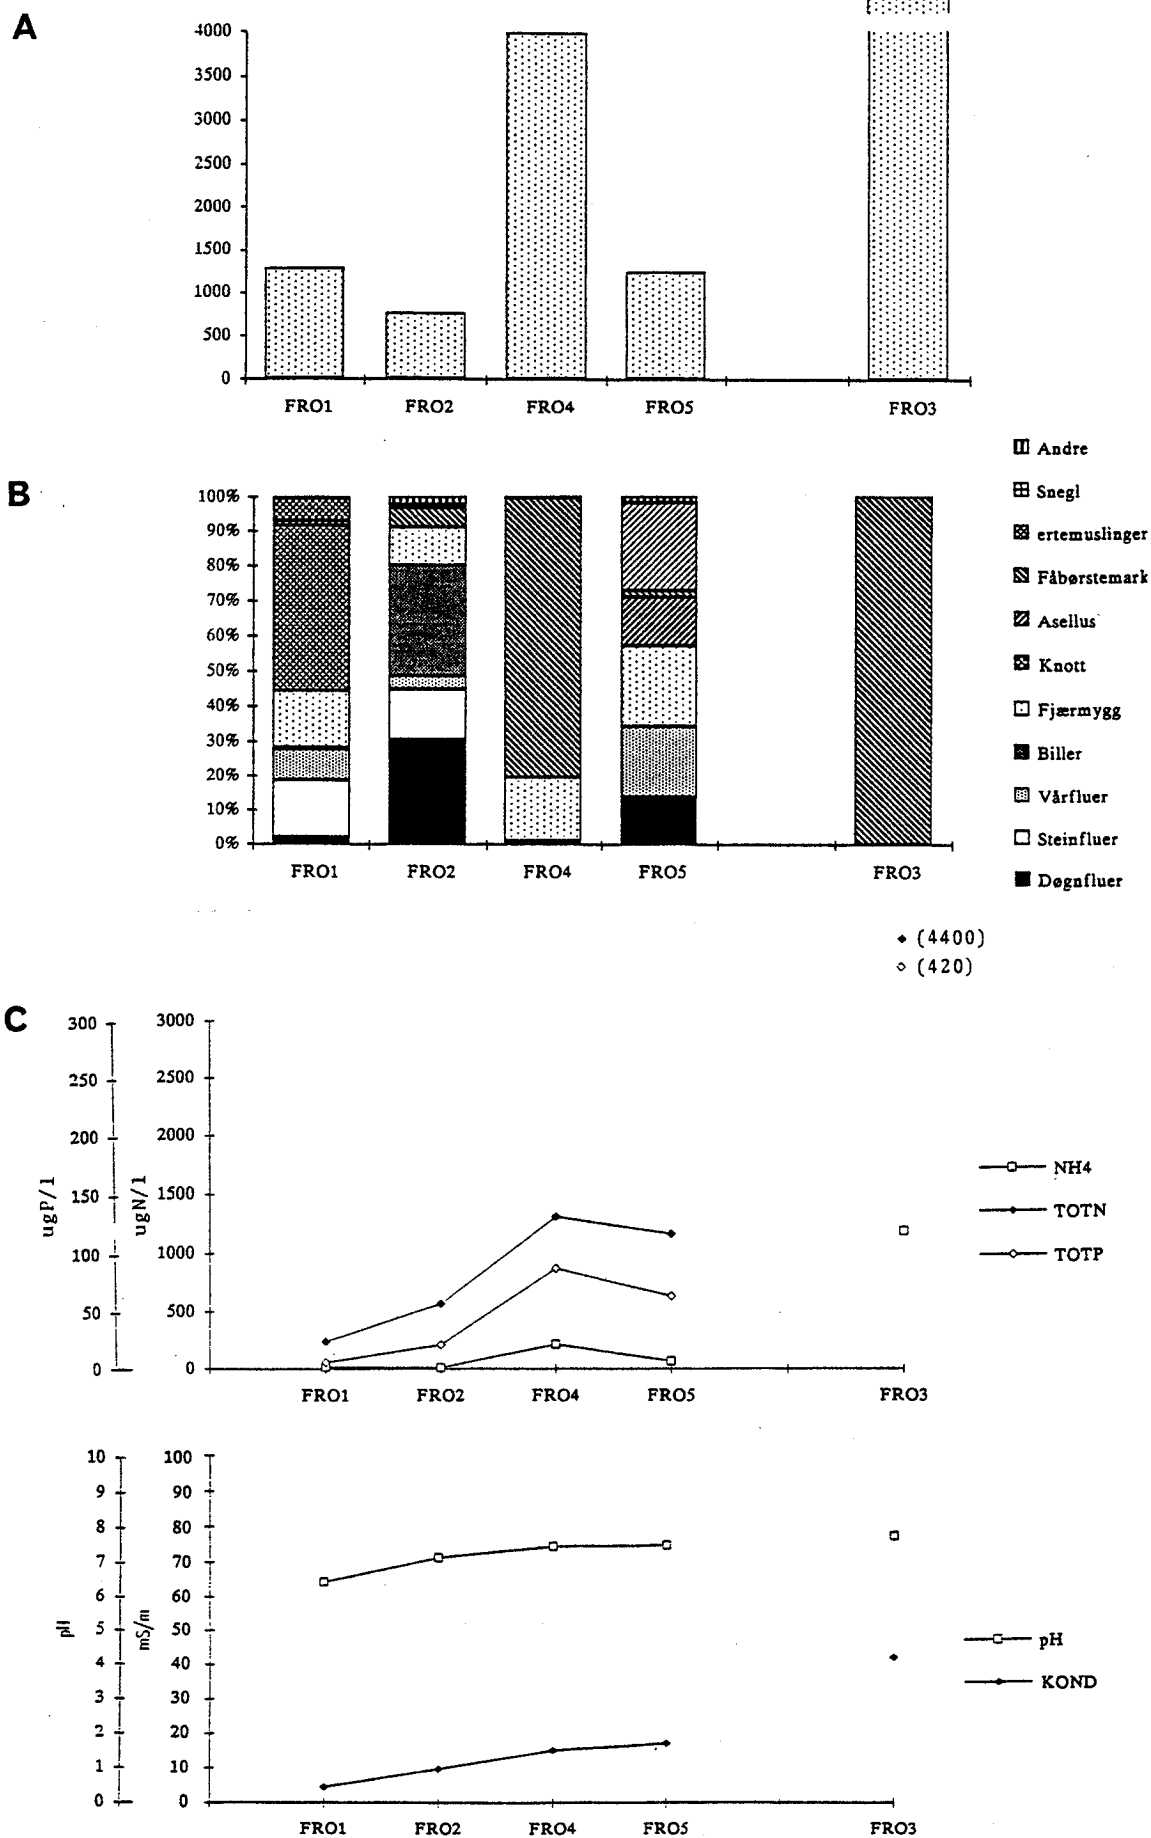 A
4000
3500
3000
2500
2000
1500
1000
500
0
FRO1 FRO2 FRO4 FRO5 FRO3
B
100%
90%
80%
70%
60%
50%
40%
30%
20%
10%
0%
FRO1 FRO2 FRO4 FRO5 FRO3
Andre
Snegl
ertemuslinger
Fåbørstemark
Asellus
Knott
Fjærmygg
Biller
Vårfluer
Steinfluer
Døgnfluer
(4400)
(420)
C
300 3000
250 2500
200 2000
150 1500
100 1000
50 500
0 0
ugP/l
ugN/l
FRO1 FRO2 FRO4 FRO5 FRO3
NH4
TOTN
TOTP
10 100
9 90
8 80
7 70
6 60
5 50
4 40
3 30
2 20
1 10
0 0
pH
mS/m
FRO1 FRO2 FRO4 FRO5 FRO3
pH
KOND